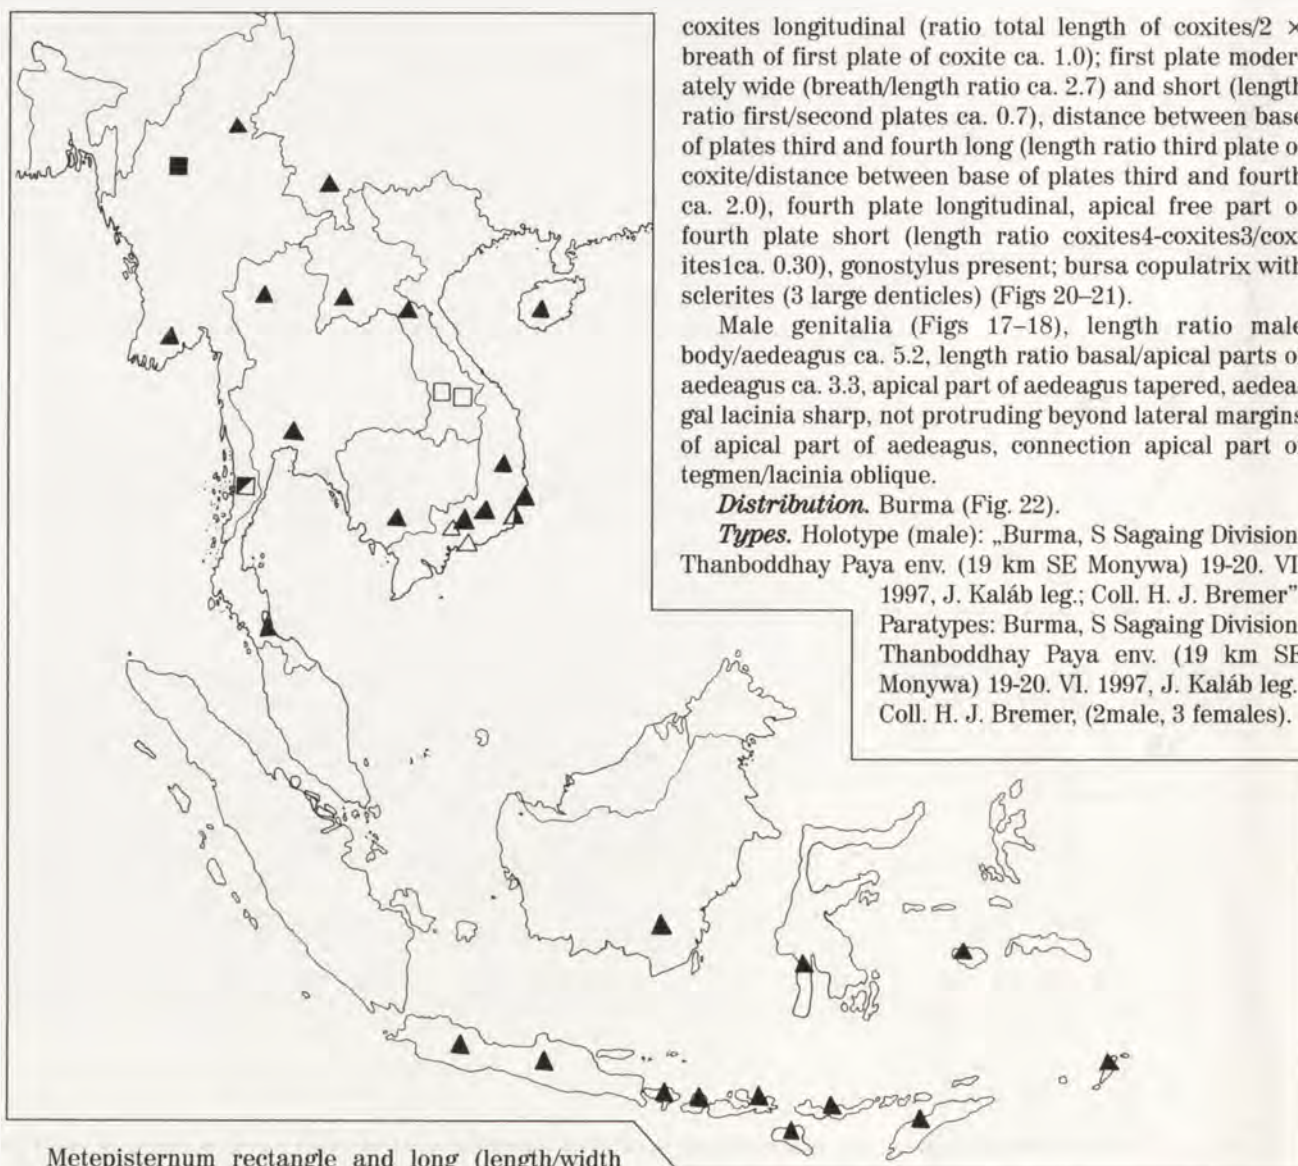 coxites longitudinal (ratio total length of coxites/2 ×
breath of first plate of coxite ca. 1.0); first plate moder
ately wide (breath/length ratio ca. 2.7) and short (length
ratio first/second plates ca. 0.7), distance between base
of plates third and fourth long (length ratio third plate o
coxite/distance between base of plates third and fourth
ca. 2.0), fourth plate longitudinal, apical free part o
fourth plate short (length ratio coxites4-coxites3/cox
ites1ca. 0.30), gonostylus present; bursa copulatrix with
sclerites (3 large denticles) (Figs 20–21).
Male genitalia (Figs 17–18), length ratio male
body/aedeagus ca. 5.2, length ratio basal/apical parts o
aedeagus ca. 3.3, apical part of aedeagus tapered, aedea
gal lacinia sharp, not protruding beyond lateral margins
of apical part of aedeagus, connection apical part o
tegmen/lacinia oblique.
Distribution. Burma (Fig. 22).
Types. Holotype (male): „Burma, S Sagaing Division
Thanboddhay Paya env. (19 km SE Monywa) 19-20. VI
1997, J. Kaláb leg.; Coll. H. J. Bremer”
Paratypes: Burma, S Sagaing Division
Thanboddhay Paya env. (19 km SE
Monywa) 19-20. VI. 1997, J. Kaláb leg.
Coll. H. J. Bremer, (2male, 3 females).
Metepisternum rectangle and long (length/width